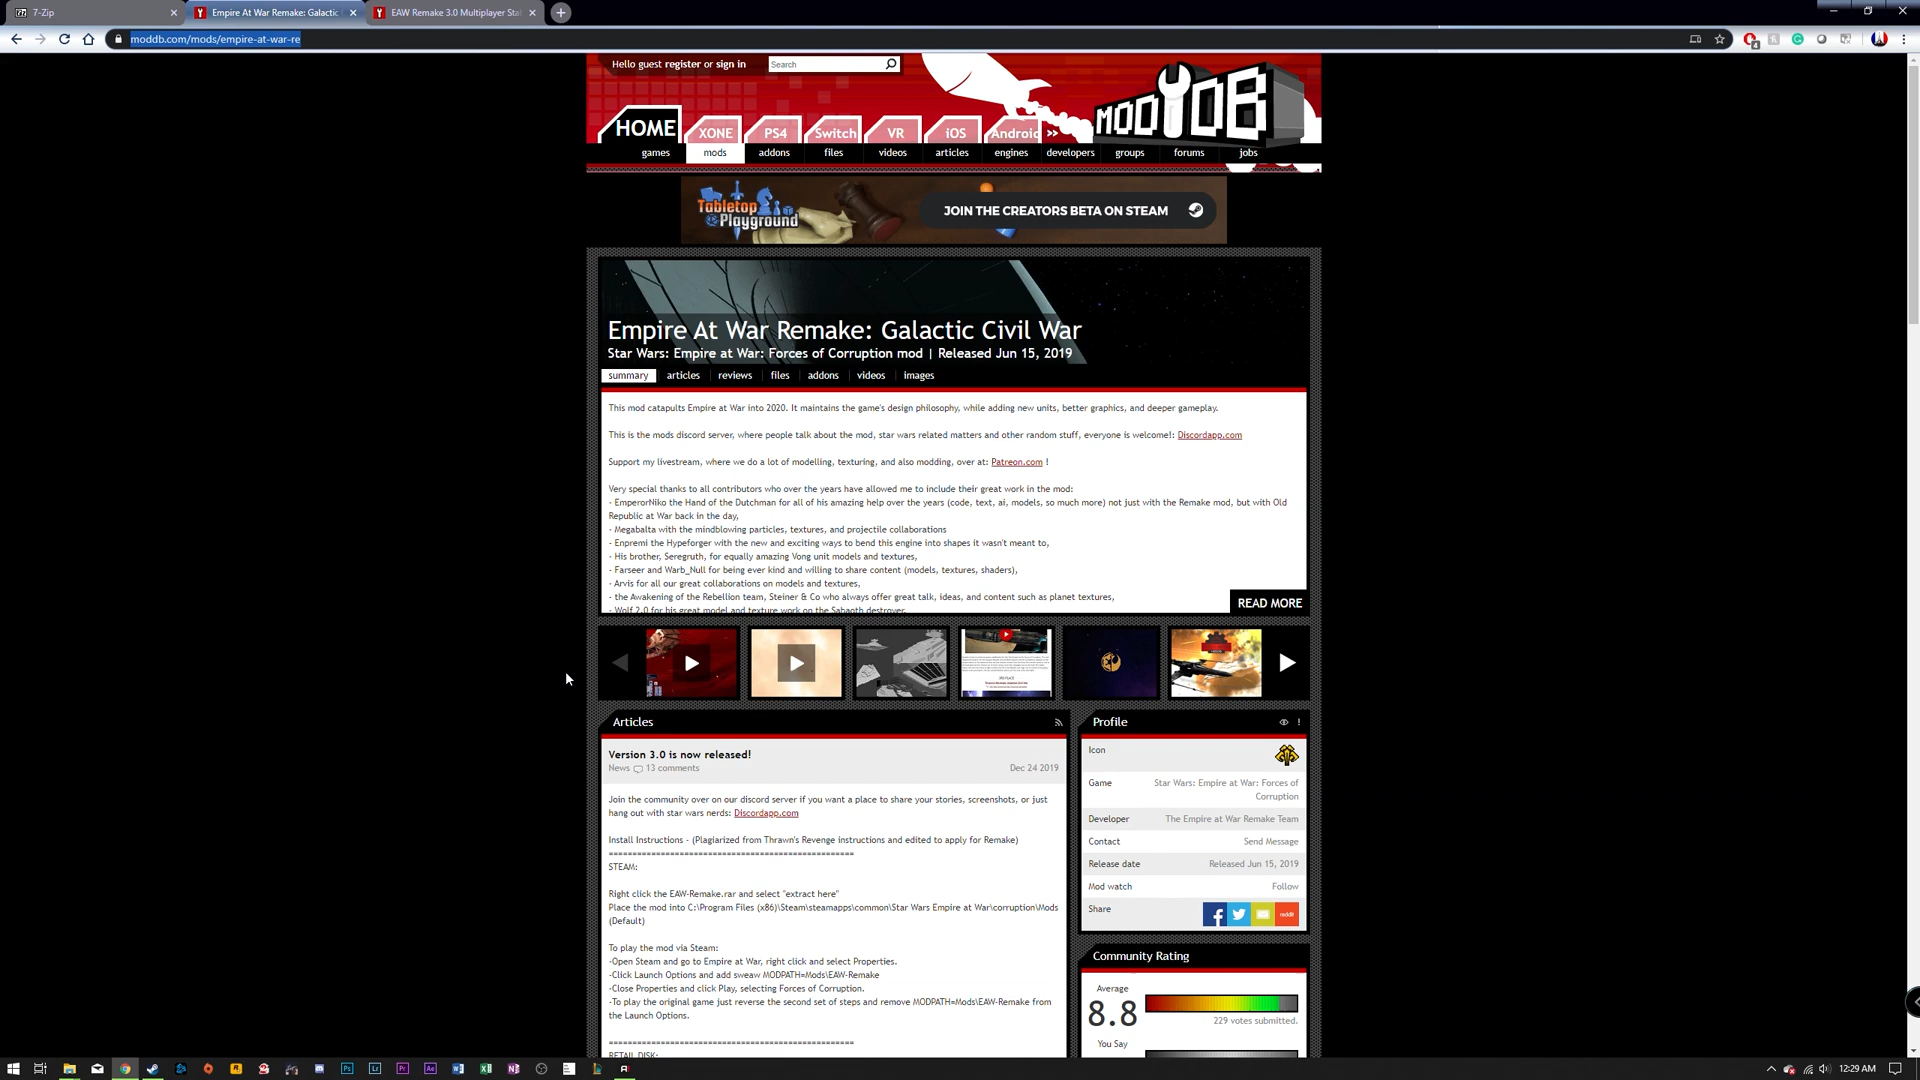 7-Zip
Empire At War Remake: Galactic
EAW Remake 3.0 Multiplayer Sta
moddb.com/mods/empire-at-war-re
4
Hello guest register or sign in
Search
MODDB
HOME
XONE
PS4
Switch
VR
iOS
Android
>>
games
mods
addons
files
videos
articles
engines
developers
groups
forums
jobs
Tabletop
Playground
JOIN THE CREATORS BETA ON STEAM
Empire At War Remake: Galactic Civil War
Star Wars: Empire at War: Forces of Corruption mod | Released Jun 15, 2019
summary
articles
reviews
files
addons
videos
images
This mod catapults Empire at War into 2020. It maintains the game's design philosophy, while adding new units, better graphics, and deeper gameplay.
This is the mods discord server, where people talk about the mod, star wars related matters and other random stuff, everyone is welcome!: Discordapp.com
Support my livestream, where we do a lot of modelling, texturing, and also modding, over at: Patreon.com !
Very special thanks to all contributors who over the years have allowed me to include their great work in the mod:
- EmperorNiko the Hand of the Dutchman for all of his amazing help over the years (code, text, ai, models, so much more) not just with the Remake mod, but with Old
Republic at War back in the day,
- Megabalta with the mindblowing particles, textures, and projectile collaborations
- Enpremi the Hypeforger with the new and exciting ways to bend this engine into shapes it wasn't meant to,
- His brother, Seregruth, for equally amazing Vong unit models and textures,
- Farseer and Warb_Null for being ever kind and willing to share content (models, textures, shaders),
- Arvis for all our great collaborations on models and textures,
- the Awakening of the Rebellion team, Steiner & Co who always offer great talk, ideas, and content such as planet textures,
- Wolf 2.0 for his great model and texture work on the Sabaoth destroyer,
READ MORE
Articles
Version 3.0 is now released!
News 13 comments
Dec 24 2019
Join the community over on our discord server if you want a place to share your stories, screenshots, or just
hang out with star wars nerds: Discordapp.com
Install Instructions - (Plagiarized from Thrawn's Revenge instructions and edited to apply for Remake)
====================================================
STEAM:
Right click the EAW-Remake.rar and select "extract here"
Place the mod into C:\Program Files (x86)\Steam\steamapps\common\Star Wars Empire at War\corruption\Mods
(Default)
To play the mod via Steam:
-Open Steam and go to Empire at War, right click and select Properties.
-Click Launch Options and add sweaw MODPATH=Mods\EAW-Remake
-Close Properties and click Play, selecting Forces of Corruption.
-To play the original game just reverse the second set of steps and remove MODPATH=Mods\EAW-Remake from
the Launch Options.
====================================================
RETAIL DISK:
Profile
Icon
Game
Star Wars: Empire at War: Forces of
Corruption
Developer
The Empire at War Remake Team
Contact
Send Message
Release date
Released Jun 15, 2019
Mod watch
Follow
Share
reddit
Community Rating
Average
8.8
229 votes submitted.
You Say
Ps
Lr
Pr
Ae
12:29 AM